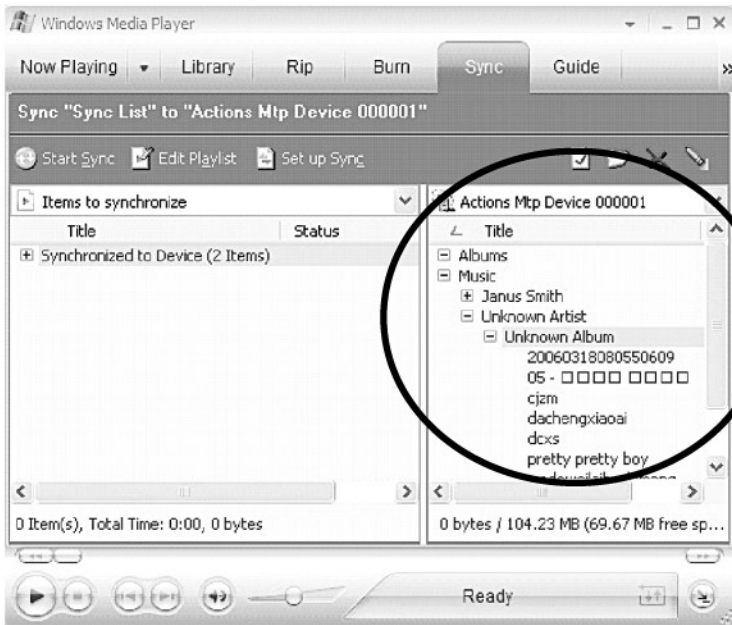 Windows Media Player
Now Playing Library Rip Burn Sync Guide
Sync "Sync List" to "Actions Mtp Device 000001"
Start Sync Edit Playlist Set up Sync
Items to synchronize
Title Status
Synchronized to Device (2 Items)
0 Item(s), Total Time: 0:00, 0 bytes
Actions Mtp Device 000001
Title
Albums
Music
Janus Smith
Unknown Artist
Unknown Album
20060318080550609
05 - □□□□ □□□□
cjzm
dachengxiaoai
dcxs
pretty pretty boy
0 bytes / 104.23 MB (69.67 MB free sp...
Ready